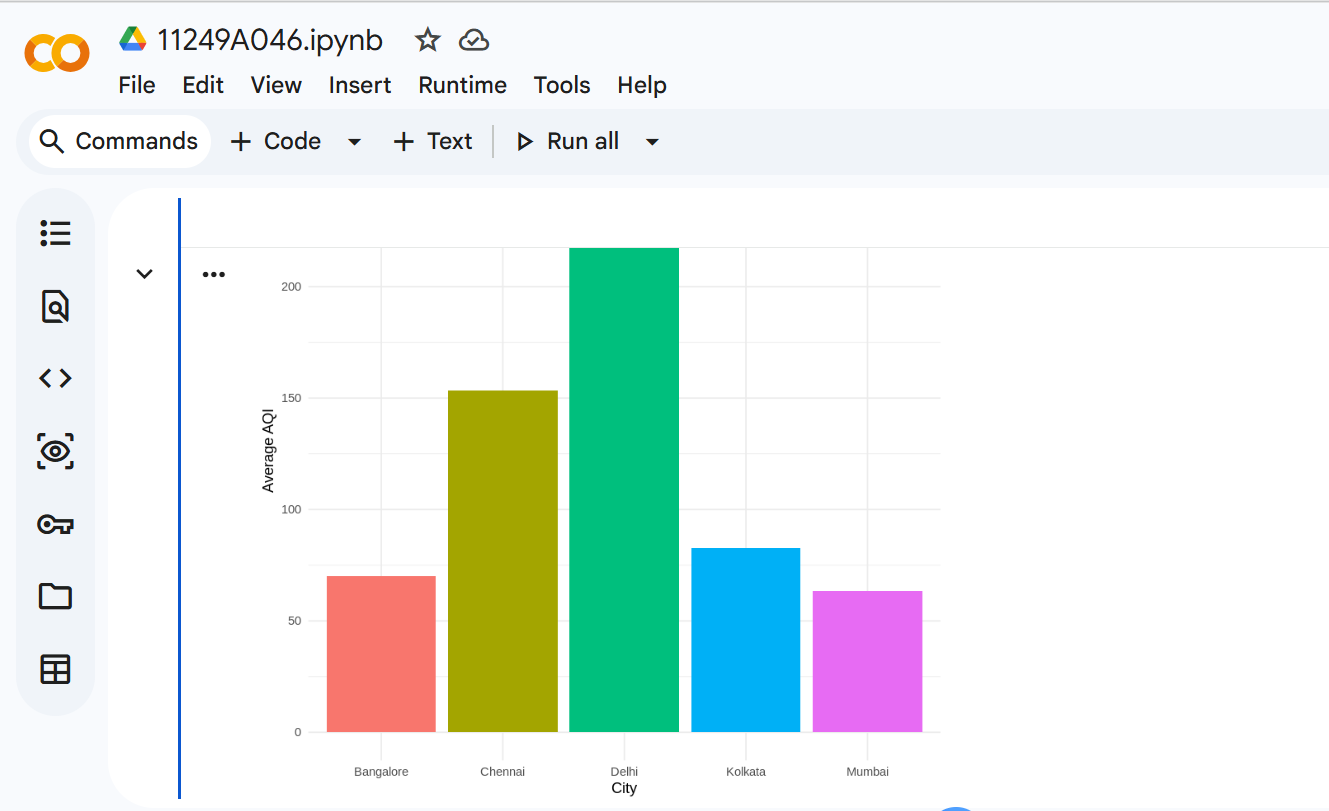 11249A046.ipynb
File Edit View Insert Runtime Tools Help
Commands + Code + Text Run all
200
150
100
50
0
Average AQI
Bangalore Chennai Delhi Kolkata Mumbai
City